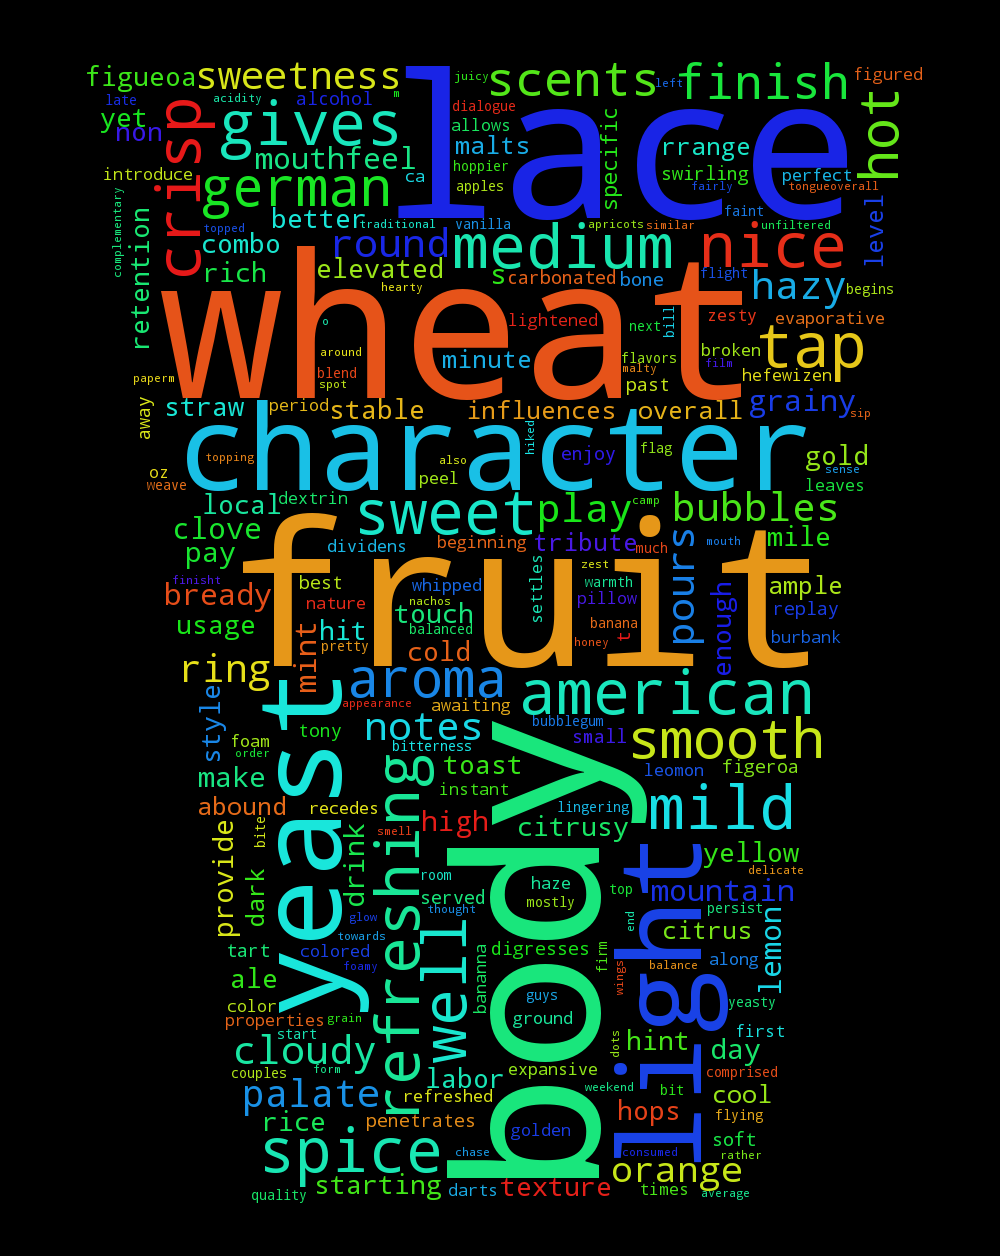 figueoa sweetness lace juicy scents left finish figured
late acidity alcohol m dialogue hot
yet non crisp gives allows malts specific rrange
mouthfeel hoppier swirling perfect
introduce german ca apples fairly tongueoverall
complementary retention topped better traditional vanilla apricots similar faint unfiltered level
combo round medium nice
rich elevated s carbonated bone flight hazy begins
hearty
wheat o lightened next bill zesty evaporative
around minute flavors broken tap
paperm blend spot malty film hefewizen
past
away straw period stable influences overall grainy sip
character hiked enjoy flag gold
topping also
oz weave peel sense leaves
local dextrin sweet play camp bubbles
clove pay dividens beginning tribute much pours mouth mile
fruit zest
finisht best whipped settles warmth enough ample
bready nature nachos pillow replay
usage mint hit touch balanced banana t burbank
pretty cold honey
ring aroma american
style yeast appearance awaiting
tony notes bubblegum small smooth
foam order bitterness body
make refreshing toast leomon figeroa
instant
abound recedes high lingering mild
provide bite smell citrusy
dark drink light yellow
room haze delicate
served mostly top mountain
glow thought persist
towards well end citrus lemon
tart colored digresses firm along
foamy bananna wings balance
ale guys yeasty
color
properties grain ground first
start dots hint day
cloudy
couples form labor expansive weekend comprised
palate refreshed bit cool
rice penetrates golden hops flying
soft
spice chase consumed rather
orange
quality starting darts texture times average